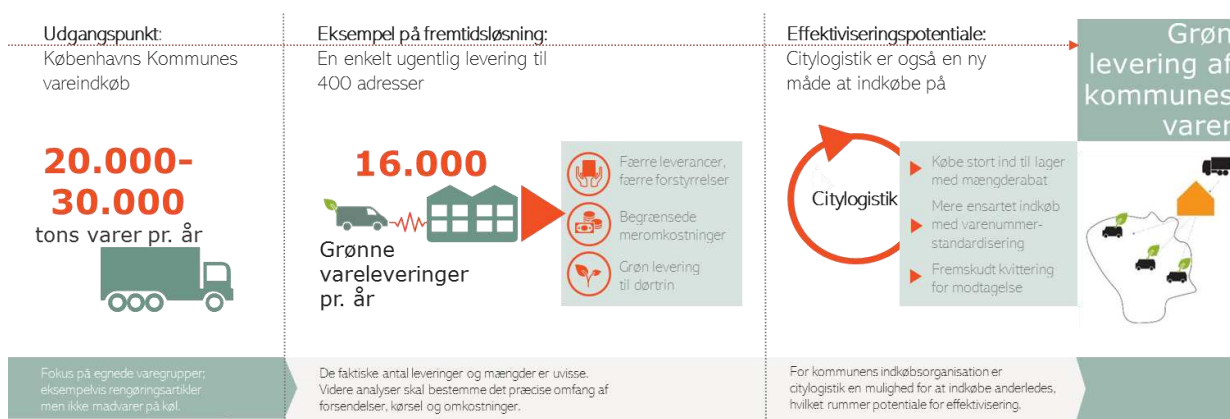 Udgangspunkt:
Københavns Kommunes
vareindkøb
20.000-
30.000
tons varer pr. år
Fokus på egnede varegrupper;
eksempelvis rengøringsartikler
men ikke madvarer på køl.
Eksempel på fremtidsløsning:
En enkelt ugentlig levering til
400 adresser
16.000
Grønne
vareleveringer
pr. år
Færre leverancer,
færre forstyrrelser
Begrænsede
meromkostninger
Grøn levering
til dørtrin
De faktiske antal leveringer og mængder er uvisse.
Videre analyser skal bestemme det præcise omfang af
forsendelser, kørsel og omkostninger.
Effektiviseringspotentiale:
Citylogistik er også en ny
måde at indkøbe på
Citylogistik
Købe stort ind til lager
med mængderabat
Mere ensartet indkøb
med varenummer-
standardisering
Fremskudt kvittering
for modtagelse
For kommunens indkøbsorganisation er
citylogistik en mulighed for at indkøbe anderledes,
hvilket rummer potentiale for effektivisering.
Grøn
levering af
kommunes
varer